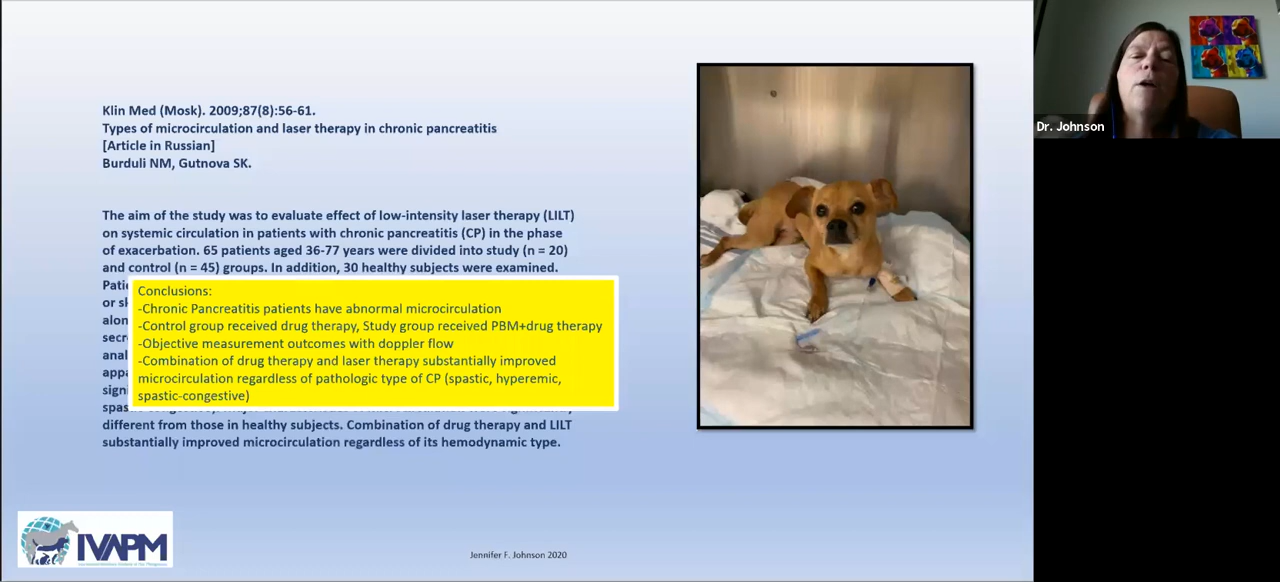 Klin Med (Mosk). 2009;87(8):56-61.
Types of microcirculation and laser therapy in chronic pancreatitis
[Article in Russian]
Burduli NM, Gutnova SK.
The aim of the study was to evaluate effect of low-intensity laser therapy (LILT)
on systemic circulation in patients with chronic pancreatitis (CP) in the phase
of exacerbation. 65 patients aged 36-77 years were divided into study (n = 20)
and control (n = 45) groups. In addition, 30 healthy subjects were examined.
Conclusions:
-Chronic Pancreatitis patients have abnormal microcirculation
-Control group received drug therapy, Study group received PBM+drug therapy
-Objective measurement outcomes with doppler flow
-Combination of drug therapy and laser therapy substantially improved
microcirculation regardless of pathologic type of CP (spastic, hyperemic,
spastic-congestive)
different from those in healthy subjects. Combination of drug therapy and LILT
substantially improved microcirculation regardless of its hemodynamic type.
IVAPM
Jennifer F. Johnson 2020
Dr. Johnson